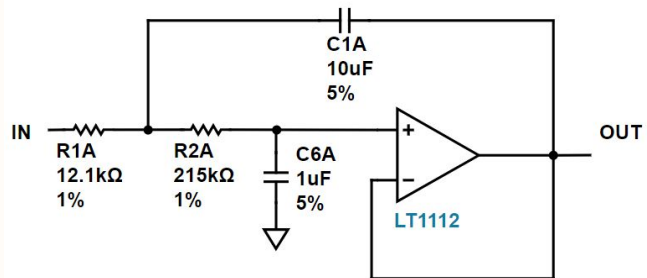 C1A
10uF
5%
IN
OUT
R1A
12.1kΩ
1%
R2A
215kΩ
1%
C6A
1uF
5%
+
−
LT1112